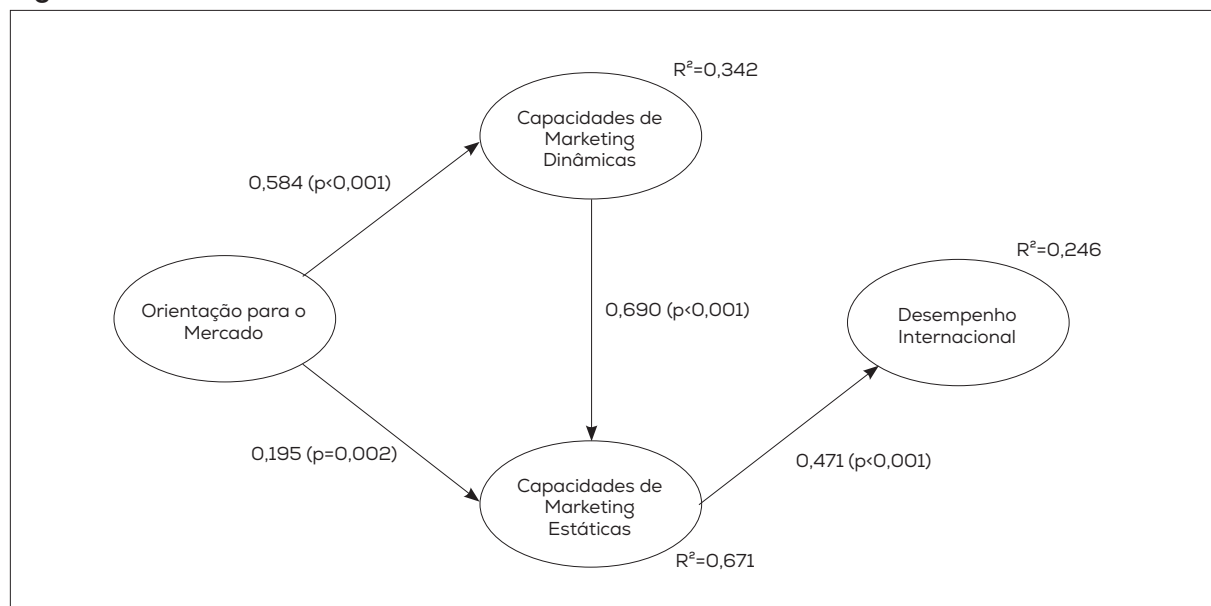 R²=0,342
Capacidades de
Marketing
Dinâmicas
0,584 (p<0,001)
R²=0,246
Orientação para o
Mercado
0,690 (p<0,001)
Desempenho
Internacional
0,195 (p=0,002)
0,471 (p<0,001)
Capacidades de
Marketing
Estáticas
R²=0,671